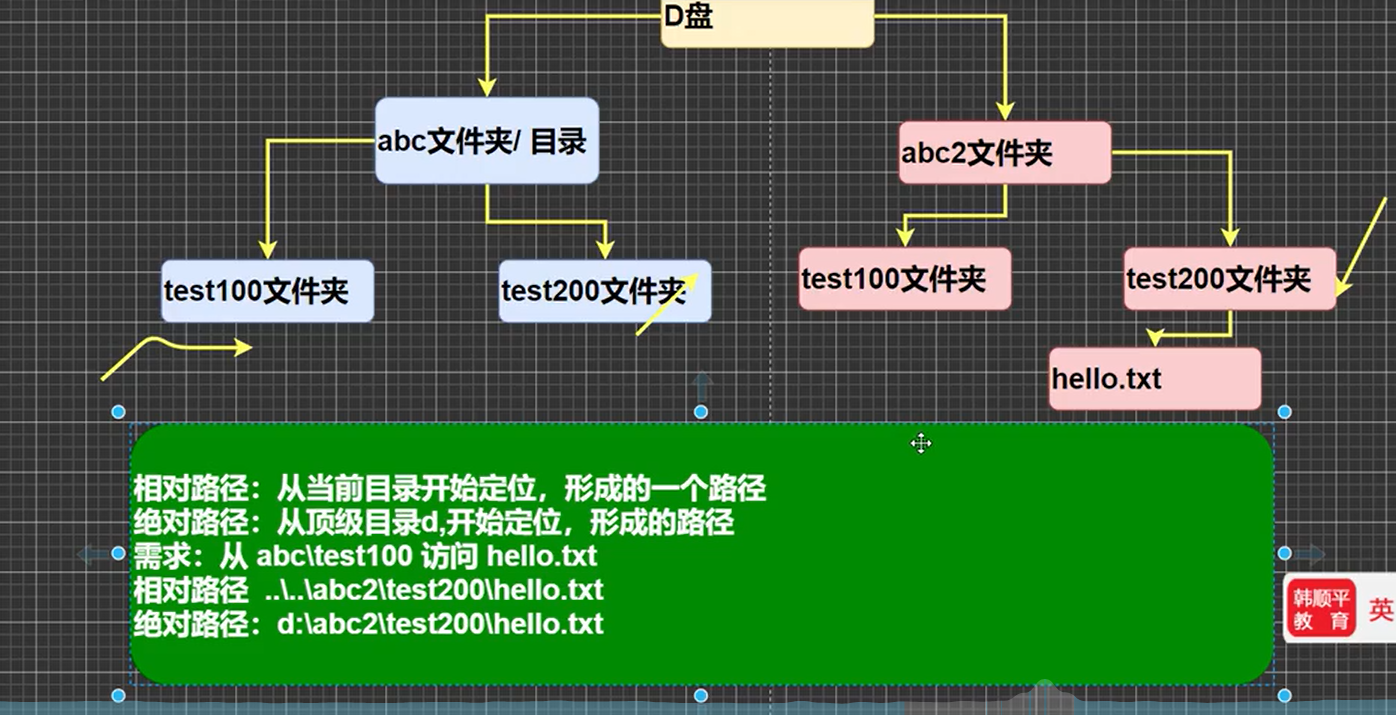 D盘
abc文件夹/ 目录
abc2文件夹
test100文件夹
test200文件夹
test100文件夹
test200文件夹
hello.txt
相对路径：从当前目录开始定位，形成的一个路径
绝对路径：从顶级目录d,开始定位，形成的路径
需求：从 abc\test100 访问 hello.txt
相对路径 ..\..\abc2\test200\hello.txt
绝对路径：d:\abc2\test200\hello.txt
韩顺平
教 育
英